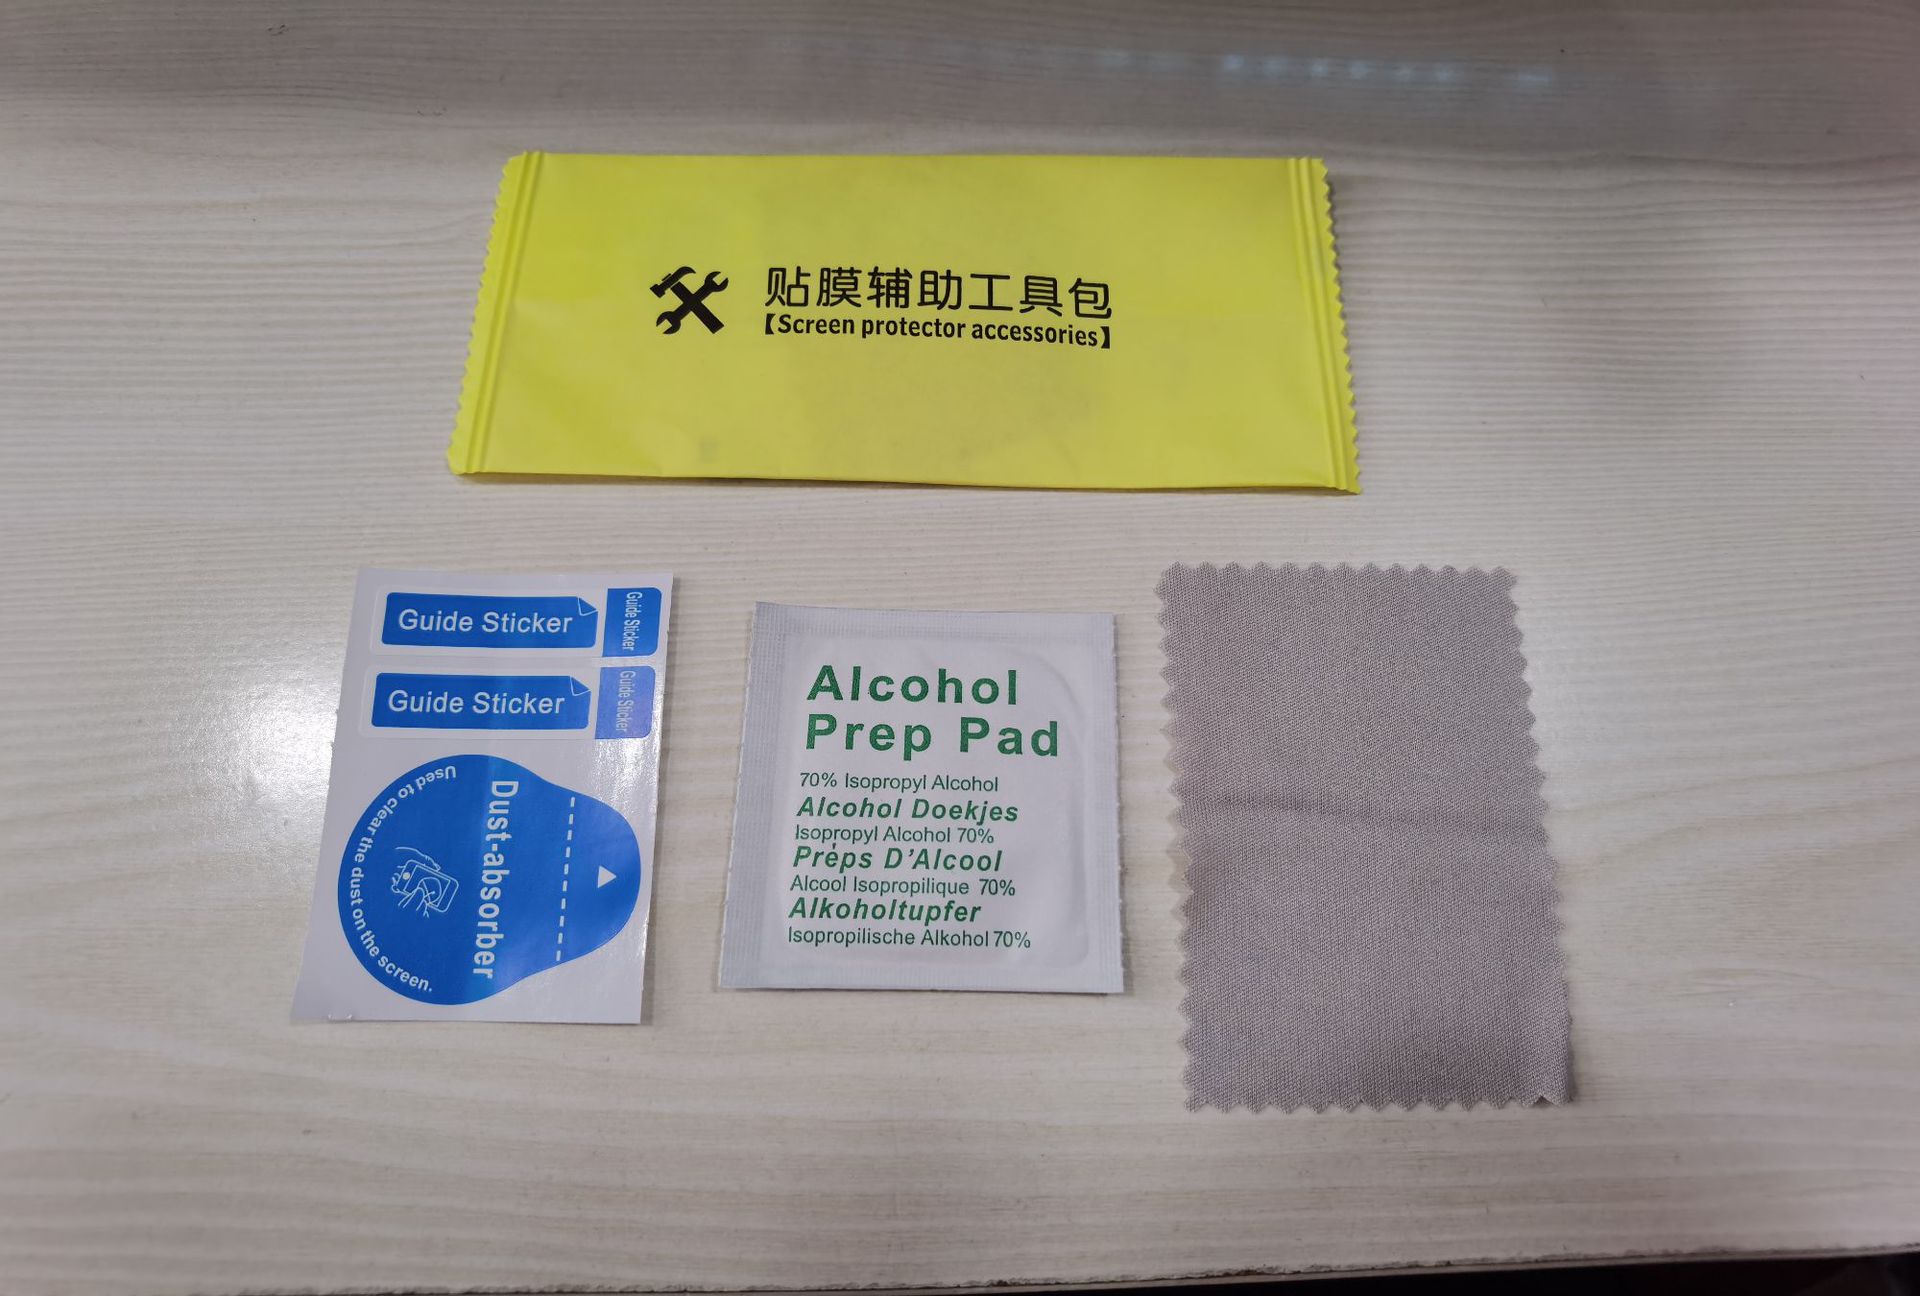 贴膜辅助工具包
【Screen protector accessories】
Guide Sticker
Guide Sticker
Guide Sticker
Guide Sticker
Dust-absorber
Used to clear the dust on the screen.
Alcohol
Prep Pad
70% Isopropyl Alcohol
Alcohol Doekjes
Isopropyl Alcohol 70%
Prèps D'Alcool
Alcool Isopropilique 70%
Alkoholtupfer
Isopropilische Alkohol 70%